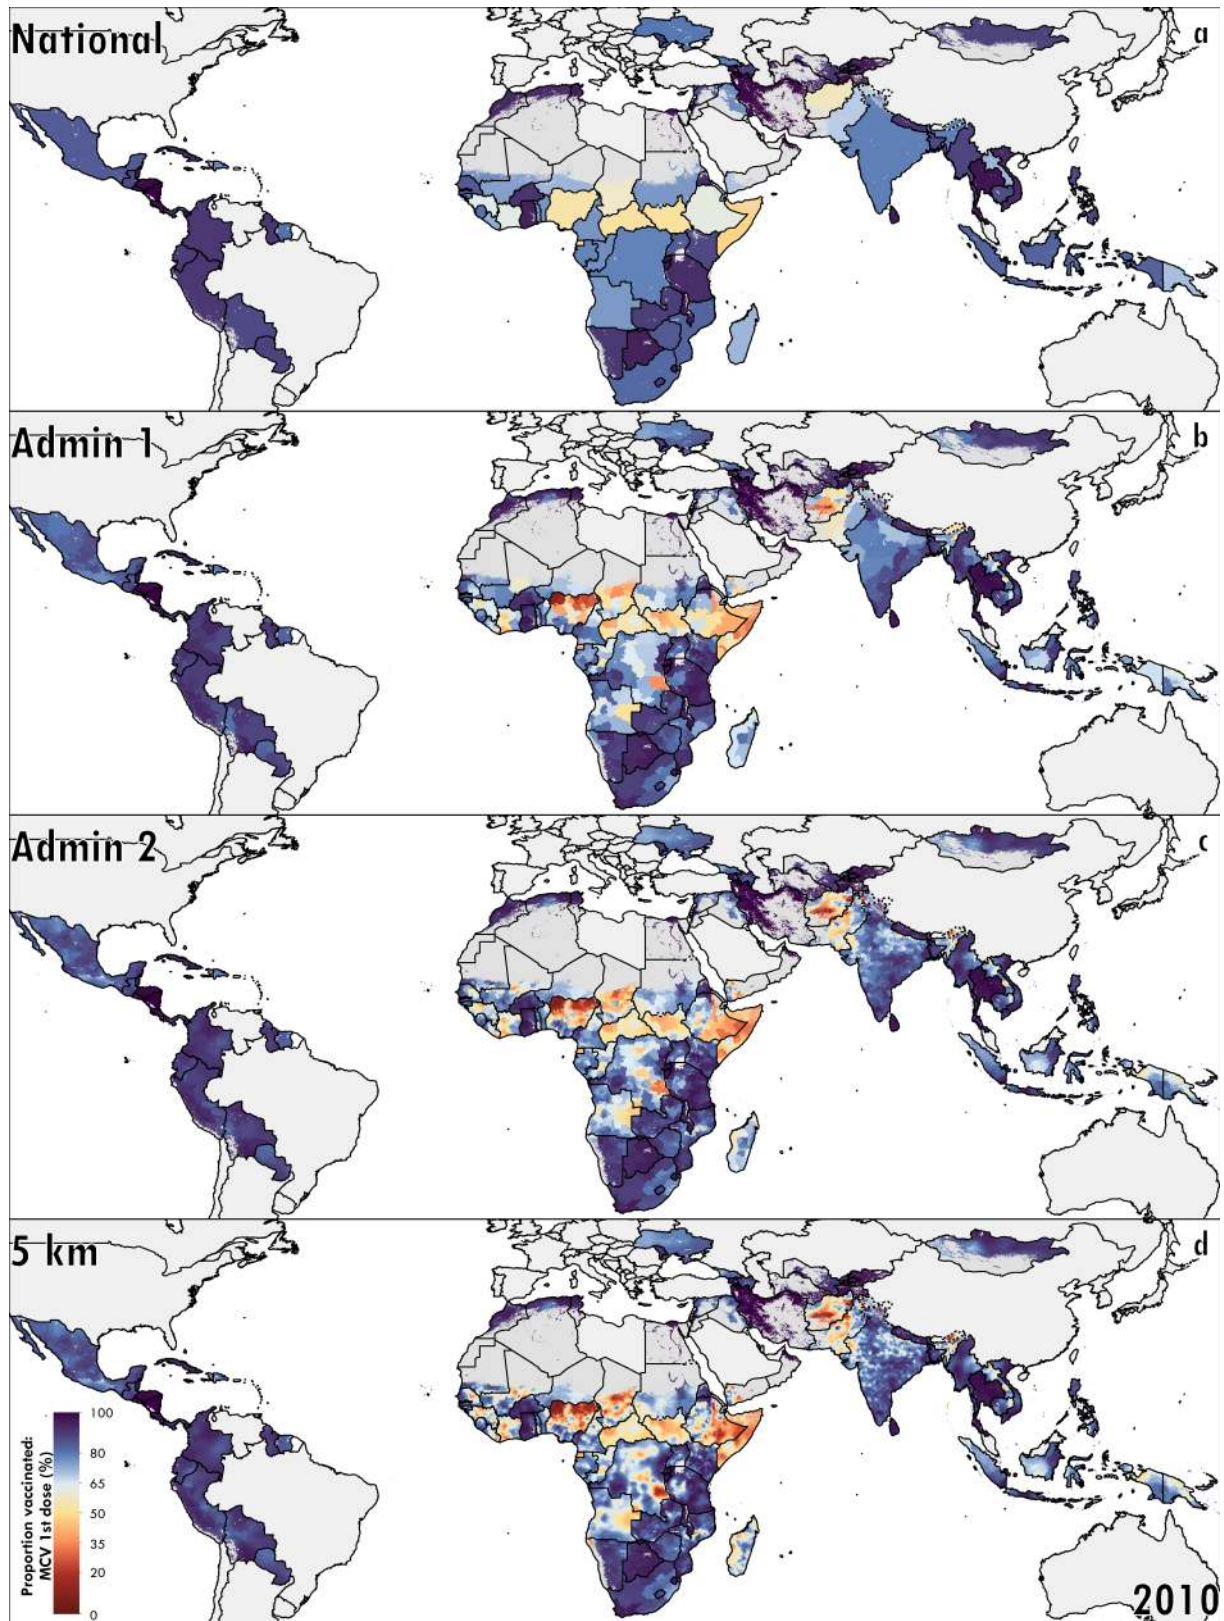 National
a
Admin 1
b
Admin 2
c
5 km
d
Proportion vaccinated:
MCV 1st dose (%)
100
80
65
50
35
20
0
2010